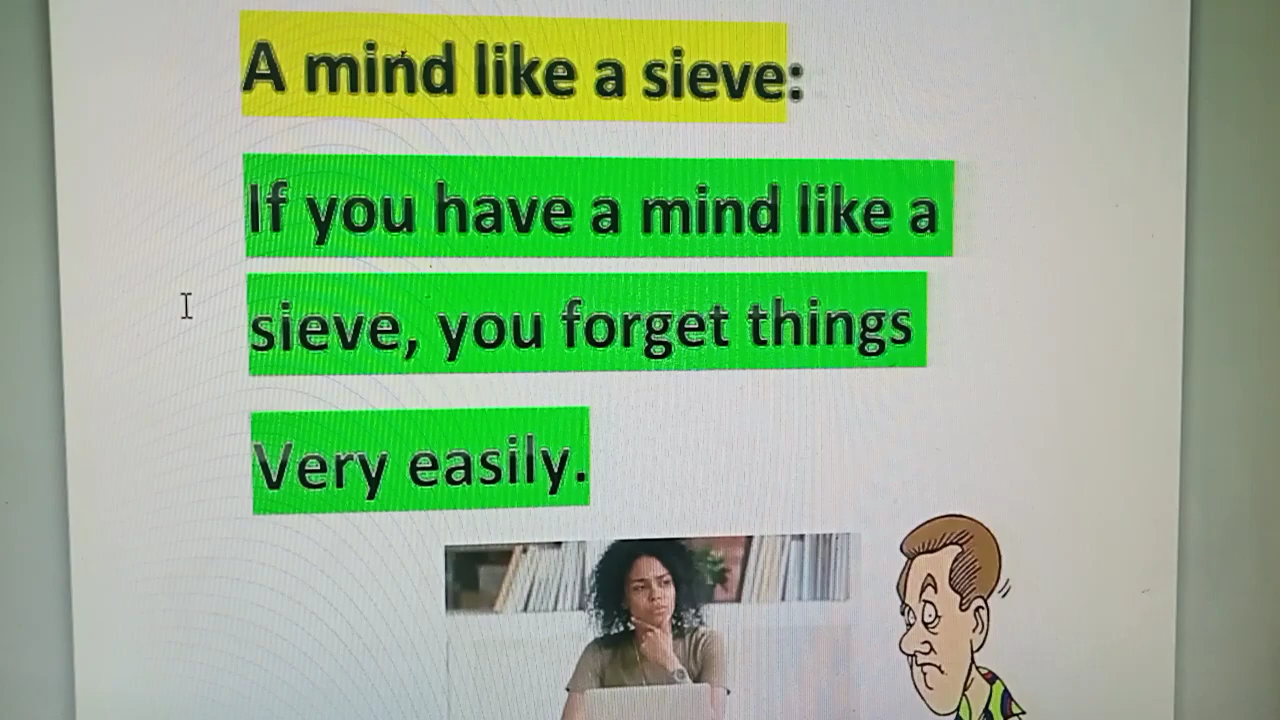 A mind like a sieve:
If you have a mind like a
sieve, you forget things
Very easily.